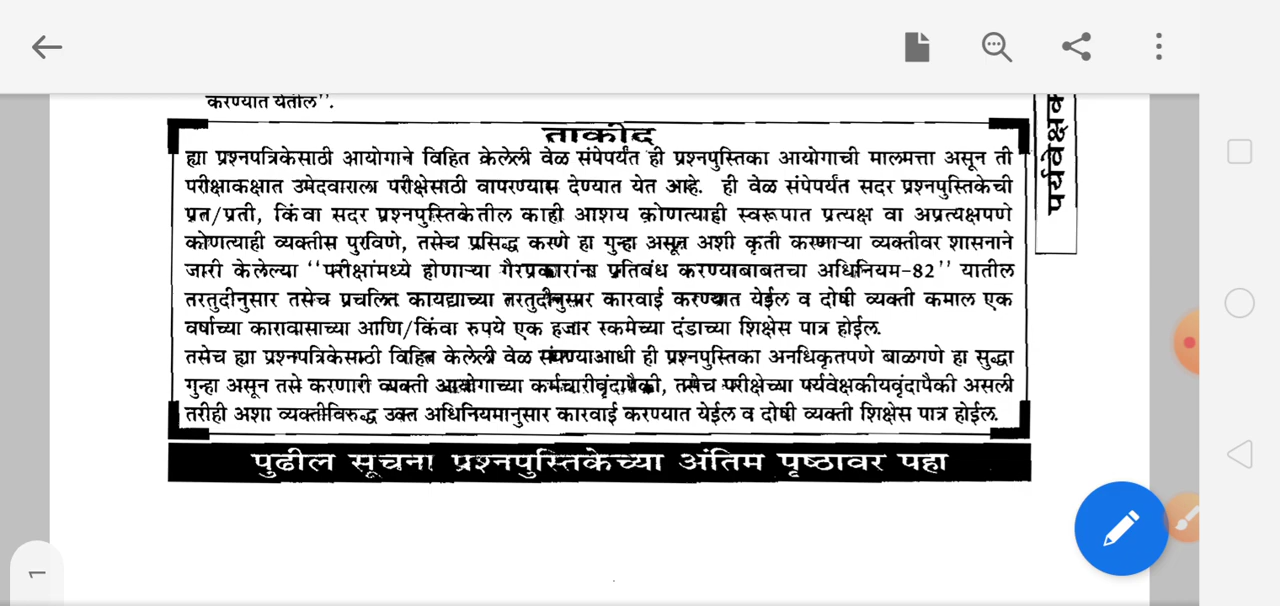 करण्यात येतील''.
ताकीद
ह्या प्रश्नपत्रिकेसाठी आयोगाने विहित केलेली वेळ संपेपर्यंत ही प्रश्नपुस्तिका आयोगाची मालमत्ता असून ती
परीक्षाकक्षात उमेदवाराला परीक्षेसाठी वापरण्यास देण्यात येत आहे. ही वेळ संपेपर्यंत सदर प्रश्नपुस्तिकेची
प्रत/प्रती, किंवा सदर प्रश्नपुस्तिकेतील काही आशय कोणत्याही स्वरूपात प्रत्यक्ष वा अप्रत्यक्षपणे
कोणत्याही व्यक्तीस पुरविणे, तसेच प्रसिद्ध करणे हा गुन्हा असून अशी कृती करणाऱ्या व्यक्तीवर शासनाने
जारी केलेल्या ''परीक्षांमध्ये होणाऱ्या गैरप्रकारांना प्रतिबंध करण्याबाबतचा अधिनियम-82'' यातील
तरतुदीनुसार तसेच प्रचलित कायद्याच्या तरतुदीनुसार कारवाई करण्यात येईल व दोषी व्यक्ती कमाल एक
वर्षाच्या कारावासाच्या आणि/किंवा रुपये एक हजार रकमेच्या दंडाच्या शिक्षेस पात्र होईल.
तसेच ह्या प्रश्नपत्रिकेसाठी विहित केलेली वेळ संपण्याआधी ही प्रश्नपुस्तिका अनधिकृतपणे बाळगणे हा सुद्धा
गुन्हा असून तसे करणारी व्यक्ती आयोगाच्या कर्मचारीवृंदापैकी, तसेच परीक्षेच्या पर्यवेक्षकीयवृंदापैकी असली
तरीही अशा व्यक्तीविरुद्ध उक्त अधिनियमानुसार कारवाई करण्यात येईल व दोषी व्यक्ती शिक्षेस पात्र होईल.
पुढील सूचना प्रश्नपुस्तिकेच्या अंतिम पृष्ठावर पहा
पर्यवेक्षक
1